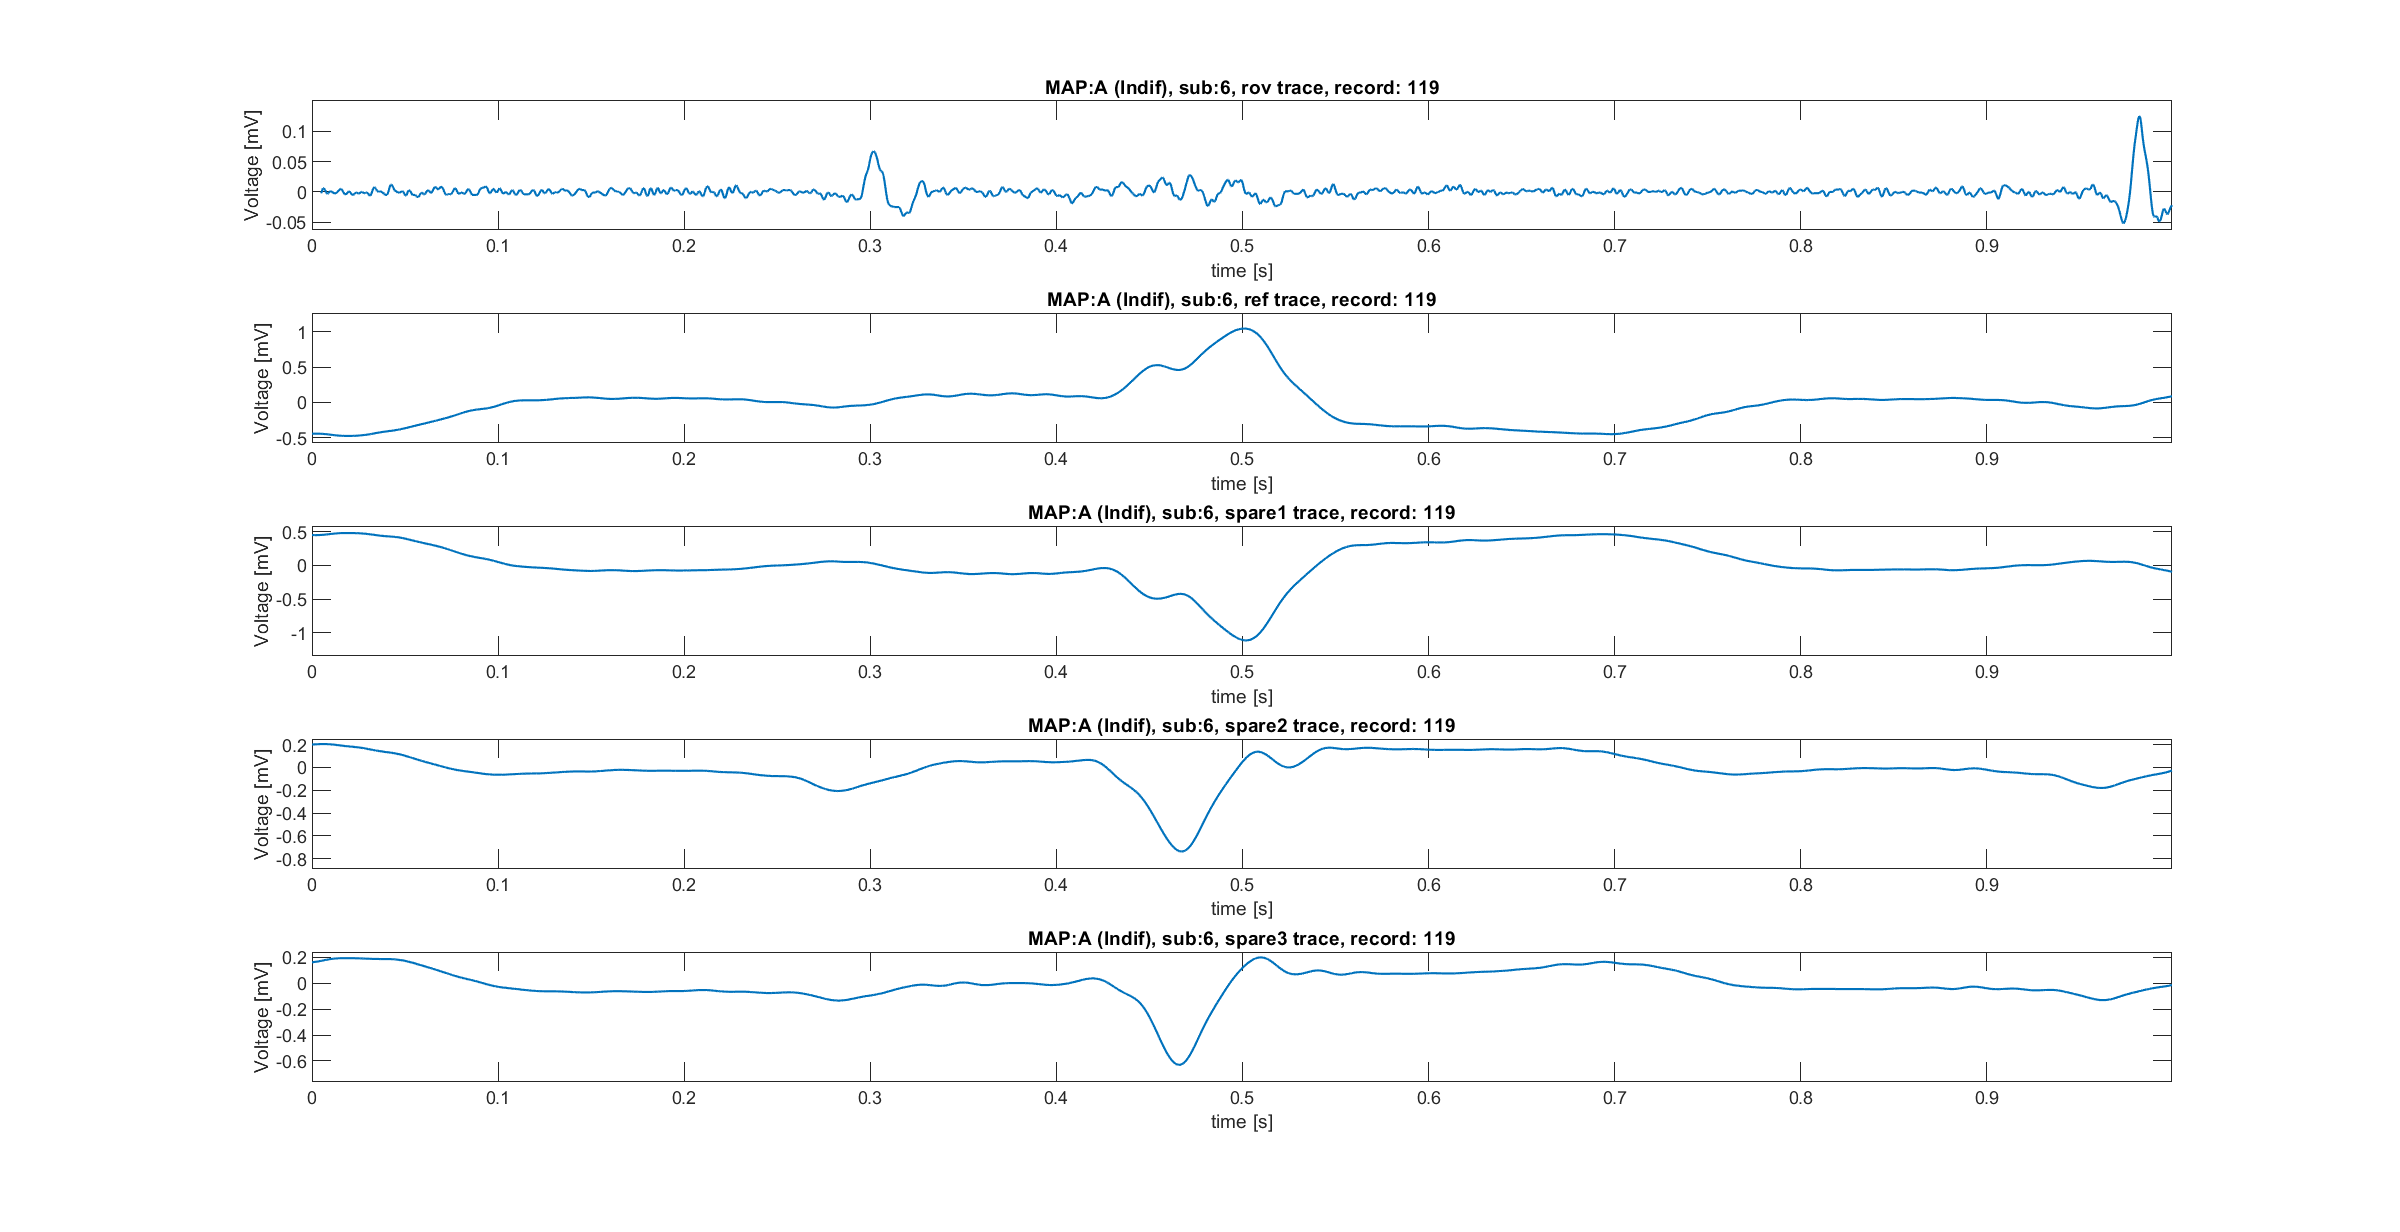 MAP:A (Indif), sub:6, rov trace, record: 119
Voltage [mV]
0.1
0.05
0
-0.05
0 0.1 0.2 0.3 0.4 0.5 0.6 0.7 0.8 0.9
time [s]
MAP:A (Indif), sub:6, ref trace, record: 119
Voltage [mV]
1
0.5
0
-0.5
0 0.1 0.2 0.3 0.4 0.5 0.6 0.7 0.8 0.9
time [s]
MAP:A (Indif), sub:6, spare1 trace, record: 119
Voltage [mV]
0.5
0
-0.5
-1
0 0.1 0.2 0.3 0.4 0.5 0.6 0.7 0.8 0.9
time [s]
MAP:A (Indif), sub:6, spare2 trace, record: 119
Voltage [mV]
0.2
0
-0.2
-0.4
-0.6
-0.8
0 0.1 0.2 0.3 0.4 0.5 0.6 0.7 0.8 0.9
time [s]
MAP:A (Indif), sub:6, spare3 trace, record: 119
Voltage [mV]
0.2
0
-0.2
-0.4
-0.6
0 0.1 0.2 0.3 0.4 0.5 0.6 0.7 0.8 0.9
time [s]